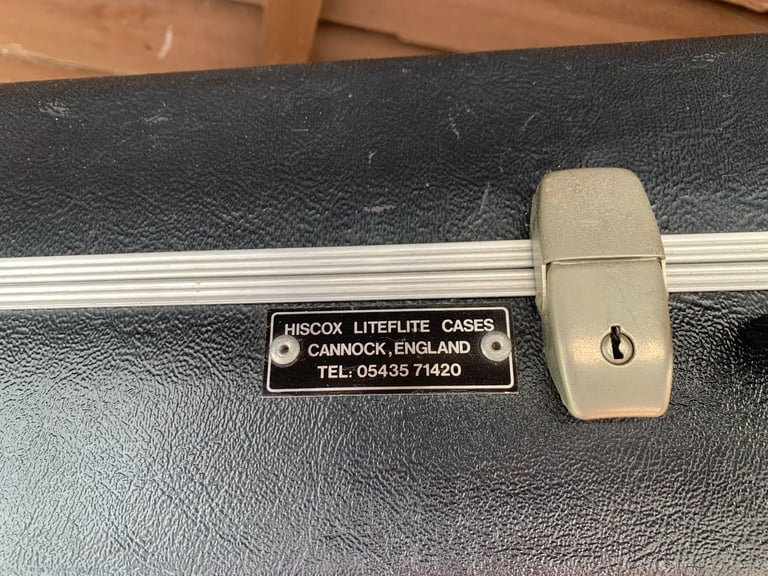 HISCOX LITEFLITE CASES
CANNOCK, ENGLAND
TEL: 05435 71420